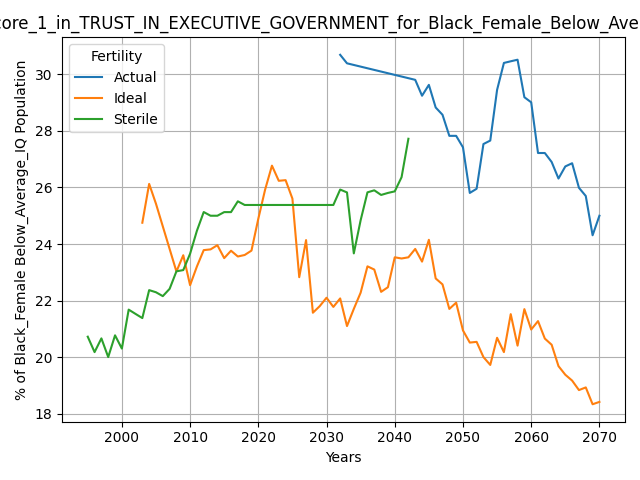 core_1_in_TRUST_IN_EXECUTIVE_GOVERNMENT_for_Black_Female_Below_Ave
Fertility
Actual
Ideal
Sterile
% of Black_Female Below_Average_IQ Population
30
28
26
24
22
20
18
2000 2010 2020 2030 2040 2050 2060 2070
Years